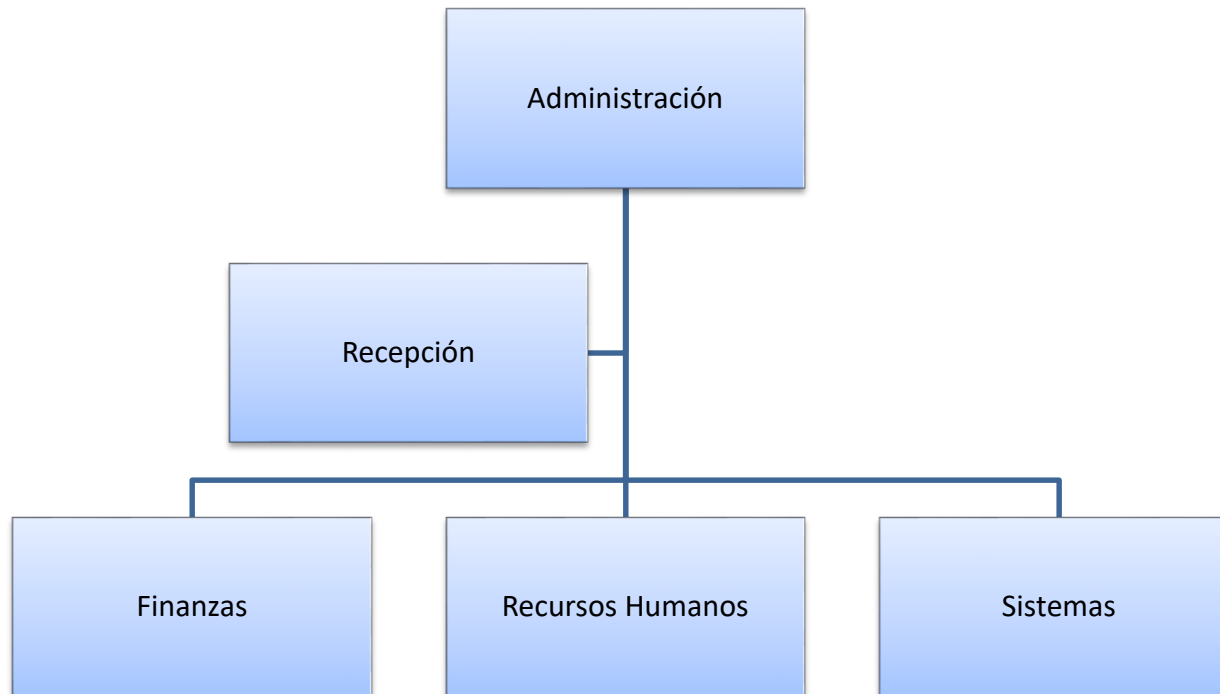 Administración
Recepción
Finanzas
Recursos Humanos
Sistemas